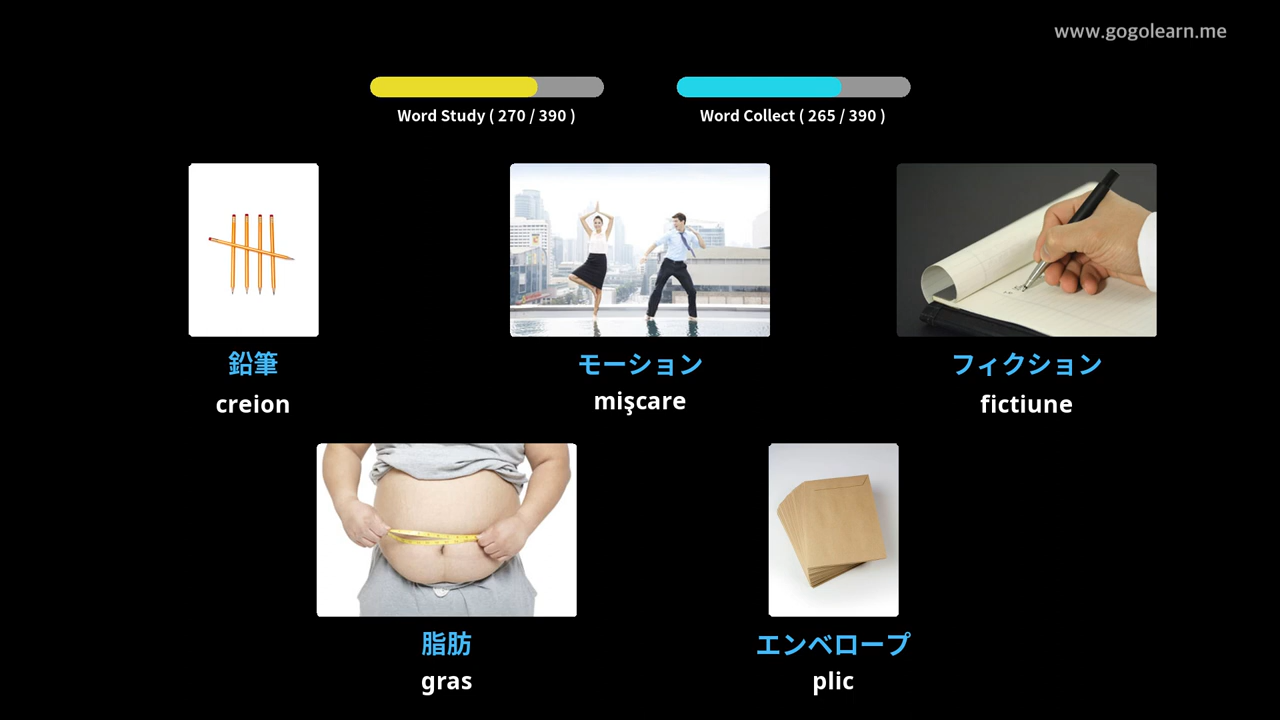 www.gogolearn.me
Word Study ( 270 / 390 )
Word Collect ( 265 / 390 )
鉛筆
creion
モーション
mişcare
フィクション
fictiune
脂肪
gras
エンベロープ
plic